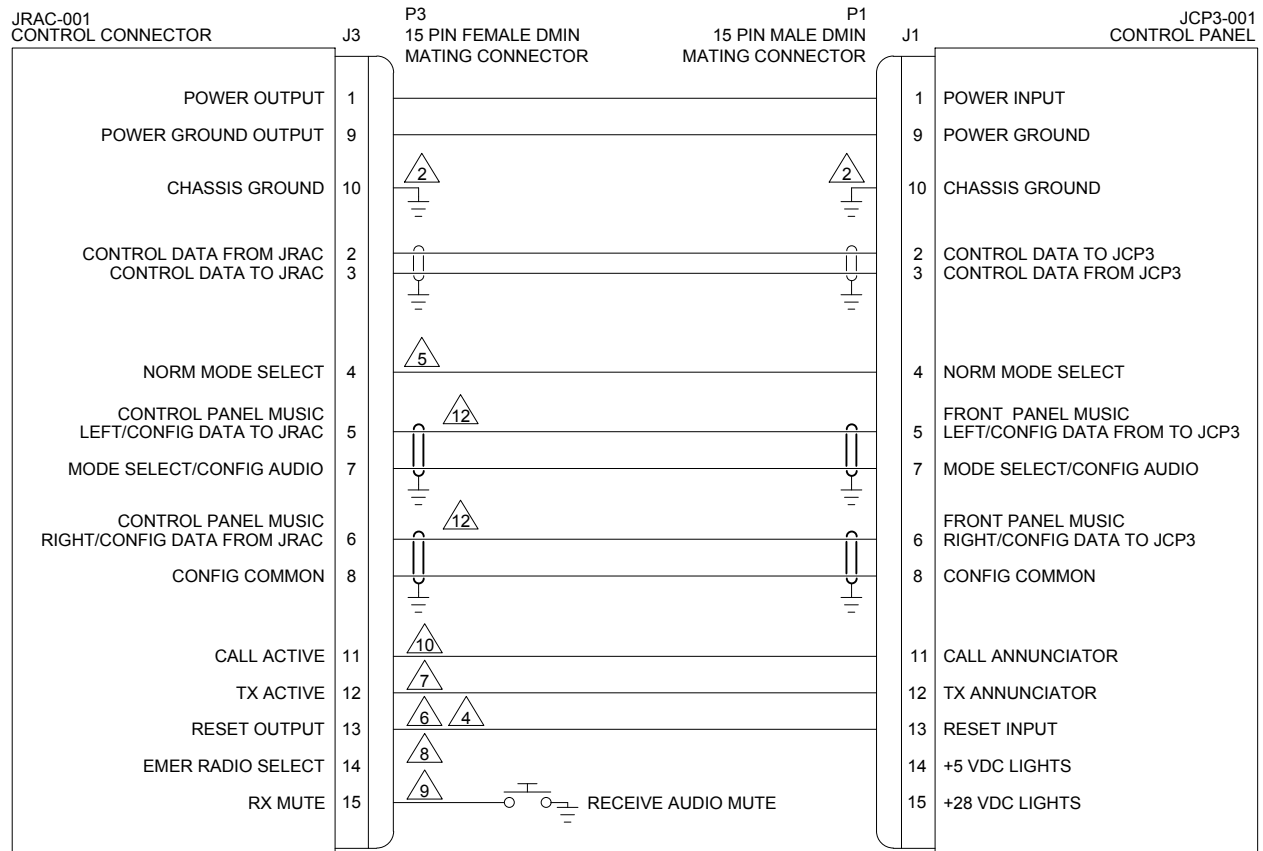 JRAC-001
CONTROL CONNECTOR
J3
P3
15 PIN FEMALE DMIN
MATING CONNECTOR
P1
15 PIN MALE DMIN
MATING CONNECTOR
J1
JCP3-001
CONTROL PANEL
POWER OUTPUT 1
1 POWER INPUT
POWER GROUND OUTPUT 9
9 POWER GROUND
CHASSIS GROUND 10
2
2
10 CHASSIS GROUND
CONTROL DATA FROM JRAC 2
2 CONTROL DATA TO JCP3
CONTROL DATA TO JRAC 3
3 CONTROL DATA FROM JCP3
NORM MODE SELECT 4
5
4 NORM MODE SELECT
CONTROL PANEL MUSIC
LEFT/CONFIG DATA TO JRAC 5
12
FRONT PANEL MUSIC
5 LEFT/CONFIG DATA FROM TO JCP3
MODE SELECT/CONFIG AUDIO 7
7 MODE SELECT/CONFIG AUDIO
CONTROL PANEL MUSIC
RIGHT/CONFIG DATA FROM JRAC 6
12
FRONT PANEL MUSIC
6 RIGHT/CONFIG DATA TO JCP3
CONFIG COMMON 8
8 CONFIG COMMON
CALL ACTIVE 11
10
11 CALL ANNUNCIATOR
TX ACTIVE 12
7
12 TX ANNUNCIATOR
RESET OUTPUT 13
6 4
13 RESET INPUT
EMER RADIO SELECT 14
8
14 +5 VDC LIGHTS
RX MUTE 15
9
RECEIVE AUDIO MUTE
15 +28 VDC LIGHTS